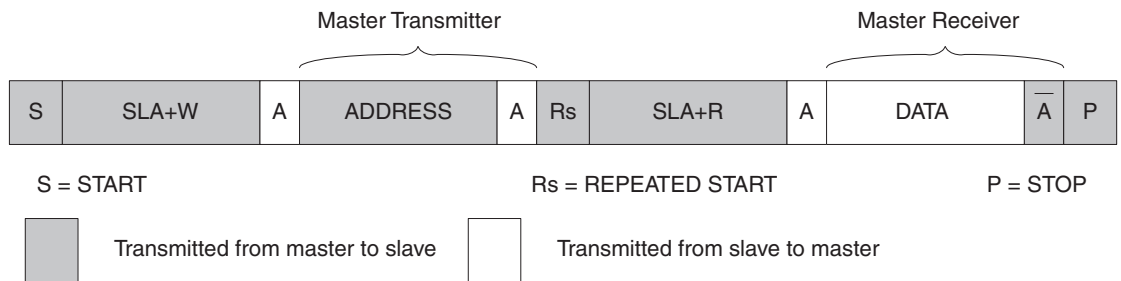 Master Transmitter Master Receiver
S SLA+W A ADDRESS A Rs SLA+R A DATA A̅ P
S = START Rs = REPEATED START P = STOP
Transmitted from master to slave Transmitted from slave to master